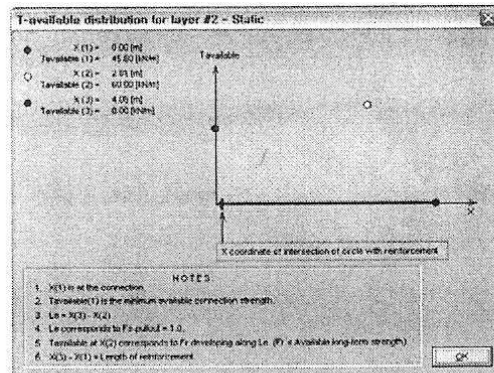 T-available distribution for layer #2 - Static
X (1) = 0.00 [m]
Tavailable (1) = 45.80 [kN/m]
X (2) = 2.81 [m]
Tavailable (2) = 60.00 [kN/m]
X (3) = 4.05 [m]
Tavailable (3) = 0.00 [kN/m]
Tavailable
X
X coordinate of intersection of circle with reinforcement
NOTES
1. X(1) is at the connection.
2. Tavailable(1) is the minimum available connection strength.
3. Le = X(3) - X(2).
4. Le corresponds to Fs-pullout = 1.0.
5. Tavailable at X(2) corresponds to Fr developing along Le. (Fr ≤ Available long-term strength)
6. X(3) - X(1) = Length of reinforcement.
OK